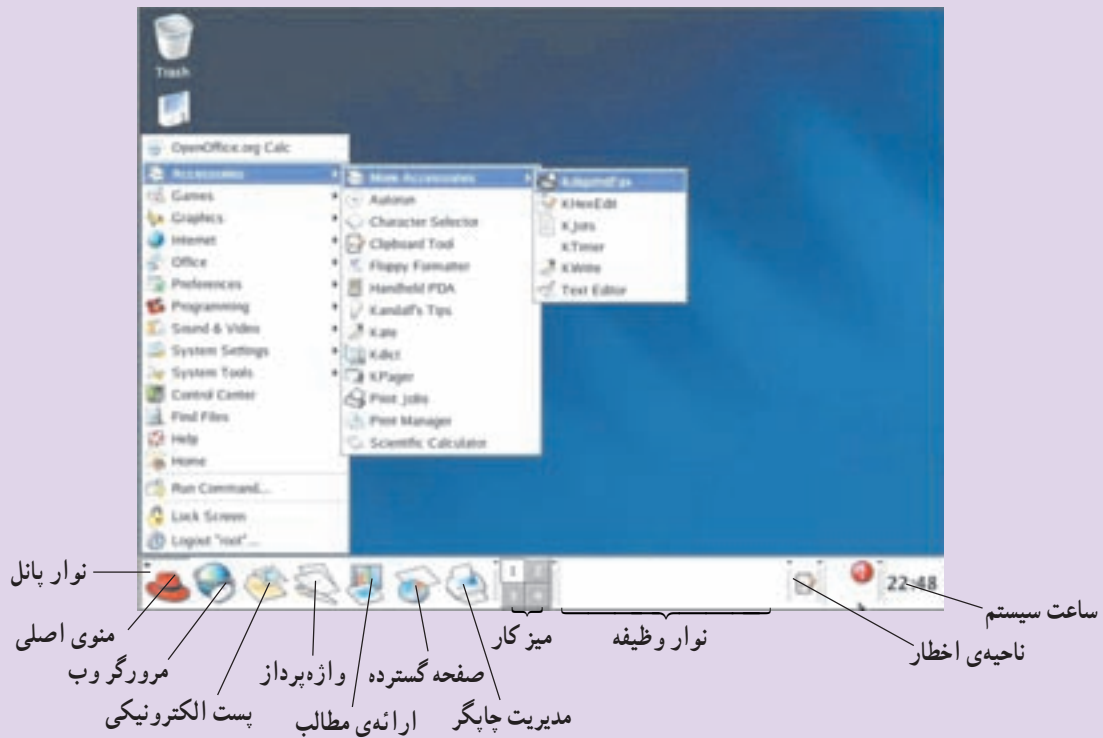 Trash
OpenOffice.org Calc
Accessories
Games
Graphics
Internet
Office
Preferences
Programming
Sound & Video
System Settings
System Tools
Control Center
Find Files
Help
Home
Run Command...
Lock Screen
Logout "root"...
More Accessories
Autorun
Character Selector
Clipboard Tool
Floppy Formatter
Handheld PDA
Kandalf's Tips
Kate
Kdict
KPager
Print Jobs
Print Manager
Scientific Calculator
KHexEdit
KJots
KTimer
KWrite
Text Editor
1
22:48
نوار پانل
منوی اصلی
مرورگر وب
پست الکترونیکی
واژه‌پرداز
ارائه‌ی مطالب
صفحه گسترده
مدیریت چاپگر
میز کار
نوار وظیفه
ناحیه‌ی اخطار
ساعت سیستم